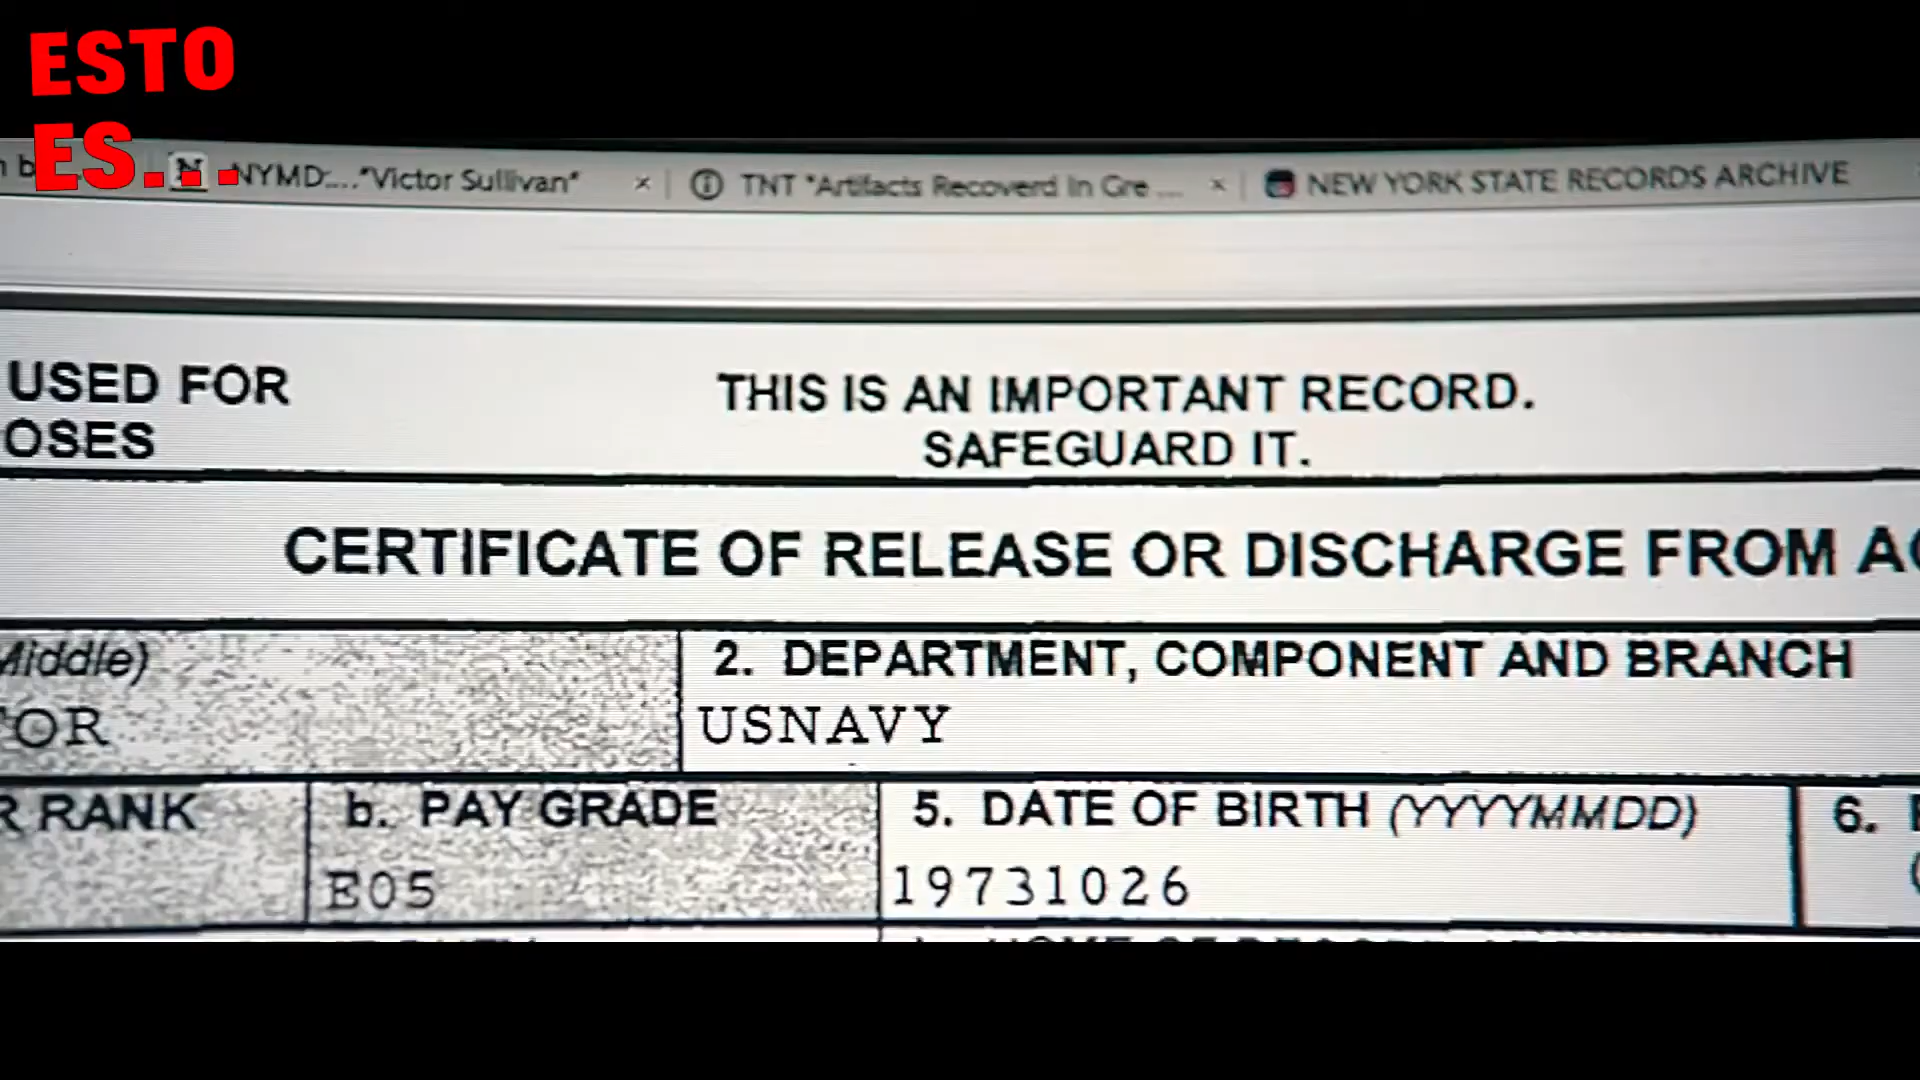 ESTO
ES...
NYMD:..."Victor Sullivan"
TNT "Artifacts Recoverd In Gre ...
NEW YORK STATE RECORDS ARCHIVE
USED FOR
OSES
THIS IS AN IMPORTANT RECORD.
SAFEGUARD IT.
CERTIFICATE OF RELEASE OR DISCHARGE FROM
Middle)
OR
2. DEPARTMENT, COMPONENT AND BRANCH
USNAVY
R RANK
b. PAY GRADE
E05
5. DATE OF BIRTH (YYYYMMDD)
19731026
6.